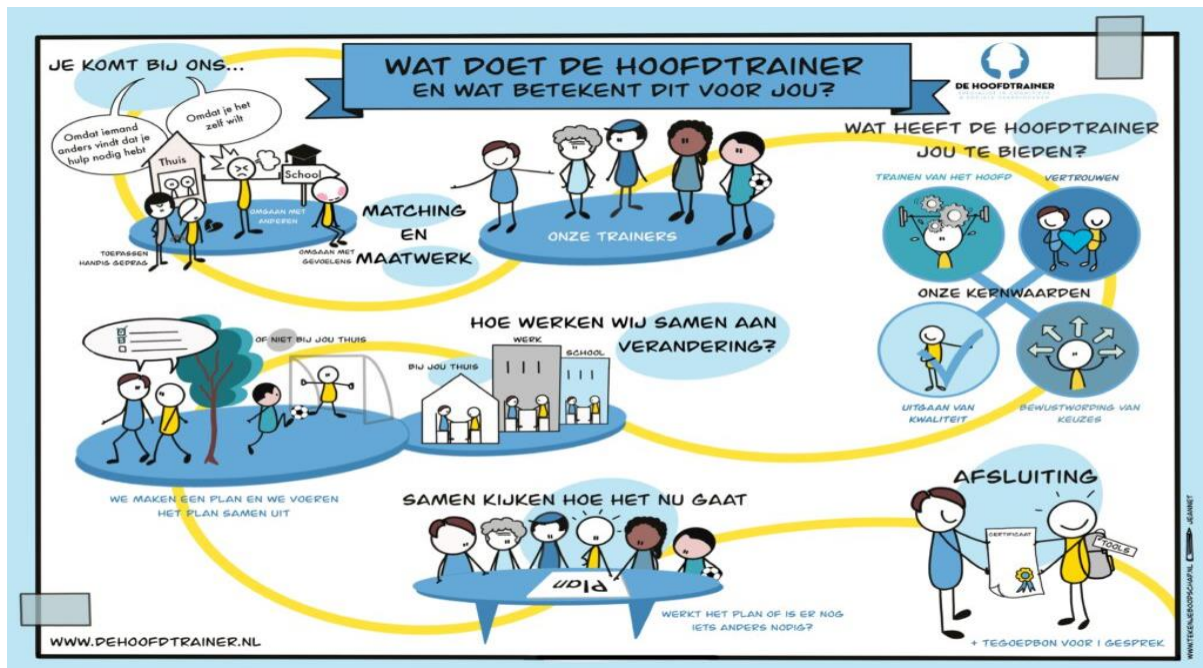 JE KOMT BIJ ONS...
Omdat iemand
anders vindt dat je
hulp nodig hebt
Omdat je het
zelf wilt
Thuis
School
OMGAAN MET
ANDEREN
TOEPASSEN
HANDIG GEDRAG
OMGAAN MET
GEVOELENS
WAT DOET DE HOOFDTRAINER
EN WAT BETEKENT DIT VOOR JOU?
DE HOOFDTRAINER
MATCHING
EN
MAATWERK
ONZE TRAINERS
WAT HEEFT DE HOOFDTRAINER
JOU TE BIEDEN?
TRAINEN VAN HET HOOFD
VERTROUWEN
ONZE KERNWAARDEN
UITGAAN VAN
KWALITEIT
BEWUSTWORDING VAN
KEUZES
HOE WERKEN WIJ SAMEN AAN
VERANDERING?
OF NIET BIJ JOU THUIS
BIJ JOU THUIS
WERK
SCHOOL
WE MAKEN EEN PLAN EN WE VOEREN
HET PLAN SAMEN UIT
SAMEN KIJKEN HOE HET NU GAAT
Plan
WERKT HET PLAN OF IS ER NOG
IETS ANDERS NODIG?
AFSLUITING
CERTIFICAAT
TOOLS
+ TEGOEDBON VOOR 1 GESPREK
WWW.DEHOOFDTRAINER.NL
WWW.TEKENJEBOODSCHAP.NL
JEANNET